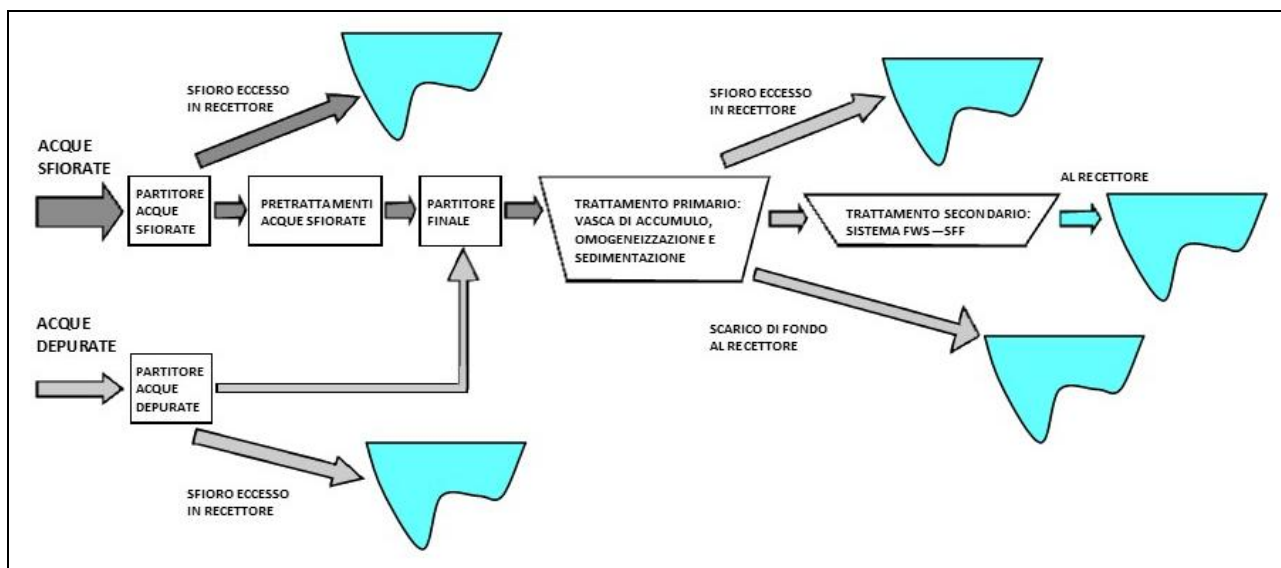 SFIORO ECCESSO
IN RECETTORE
ACQUE
SFIORATE
PARTITORE
ACQUE
SFIORATE
PRETRATTAMENTI
ACQUE SFIORATE
PARTITORE
FINALE
TRATTAMENTO PRIMARIO:
VASCA DI ACCUMULO,
OMOGENEIZZAZIONE E
SEDIMENTAZIONE
SFIORO ECCESSO
IN RECETTORE
TRATTAMENTO SECONDARIO:
SISTEMA FWS—SFF
AL RECETTORE
SCARICO DI FONDO
AL RECETTORE
ACQUE
DEPURATE
PARTITORE
ACQUE
DEPURATE
SFIORO ECCESSO
IN RECETTORE